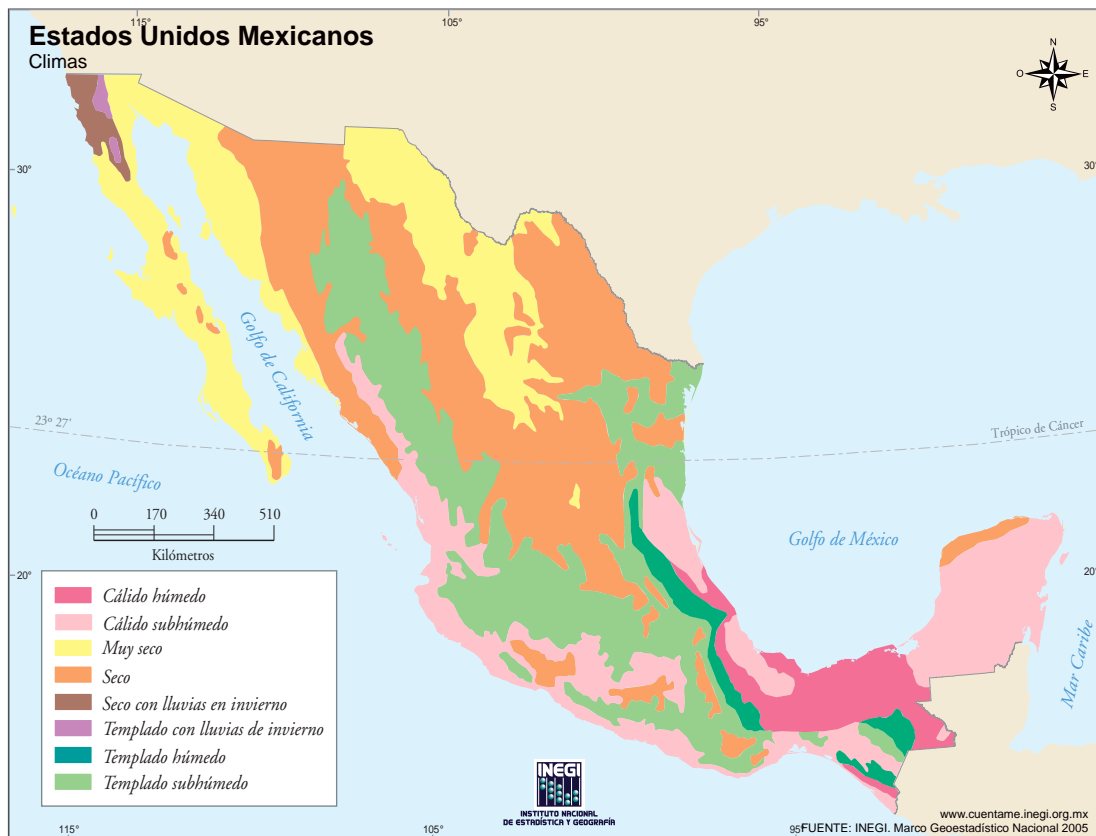 115°
105°
95°
Estados Unidos Mexicanos
Climas
N
O
E
S
30°
30°
Golfo de California
23º 27'
Trópico de Cáncer
Océano Pacífico
0 170 340 510
Kilómetros
Golfo de México
20°
20°
Mar Caribe
Cálido húmedo
Cálido subhúmedo
Muy seco
Seco
Seco con lluvias en invierno
Templado con lluvias de invierno
Templado húmedo
Templado subhúmedo
INEGI
INSTITUTO NACIONAL
DE ESTADÍSTICA Y GEOGRAFÍA
www.cuentame.inegi.org.mx
FUENTE: INEGI. Marco Geoestadístico Nacional 2005
115°
105°
95°